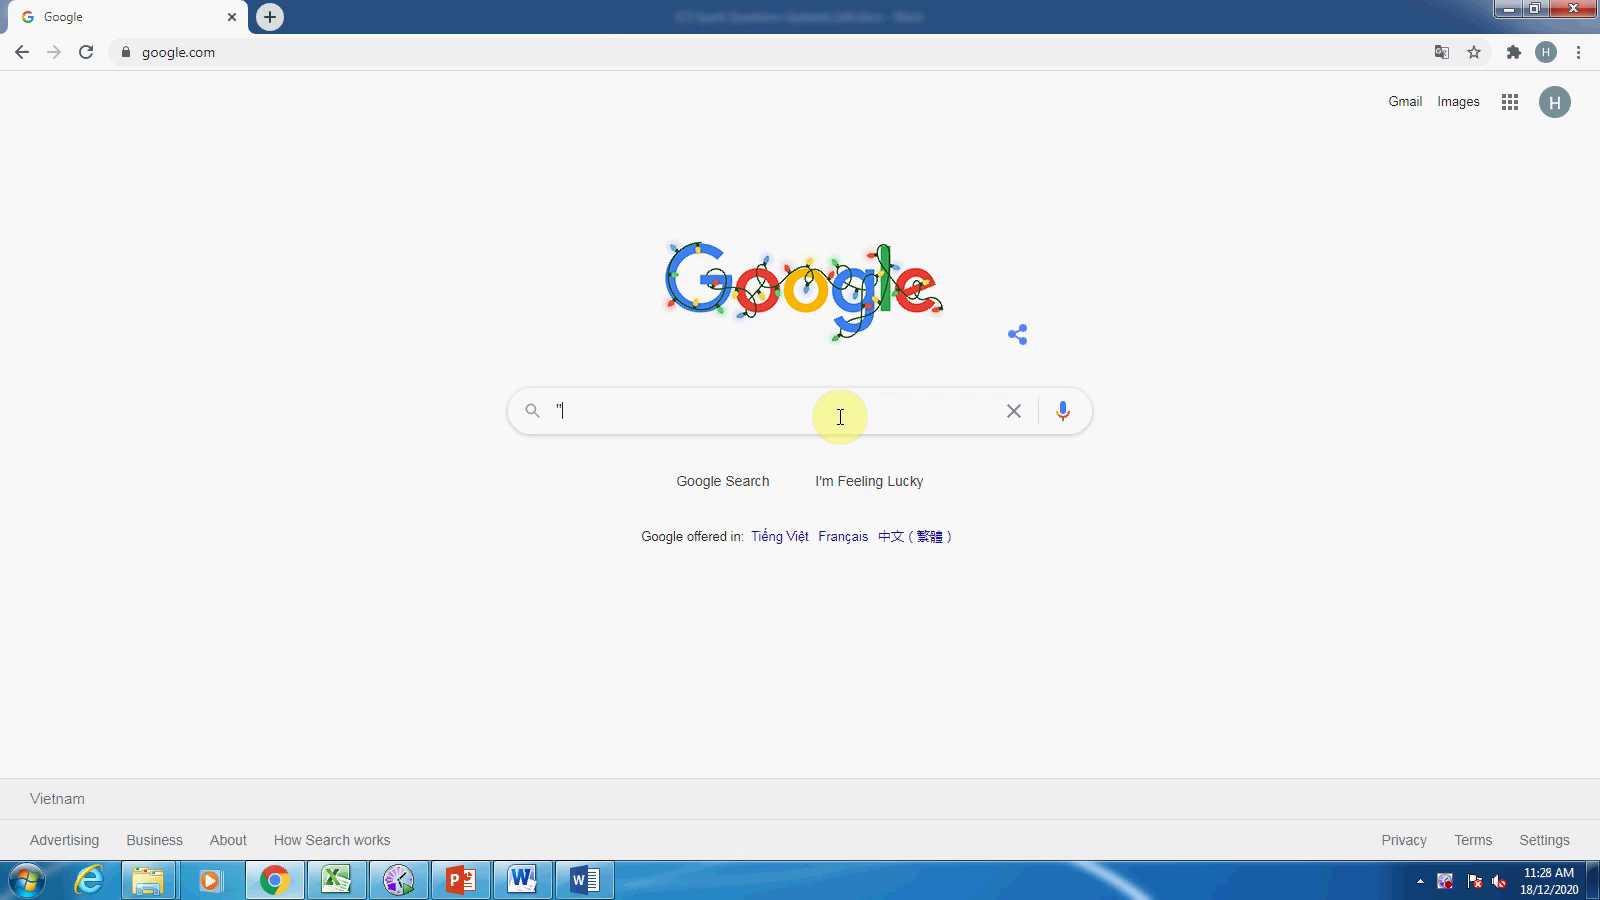 Google
google.com
H
Gmail Images
H
Google
"
Google Search I'm Feeling Lucky
Google offered in: Tiếng Việt Français 中文 ( 繁體 )
Vietnam
Advertising Business About How Search works
Privacy Terms Settings
11:28 AM
18/12/2020